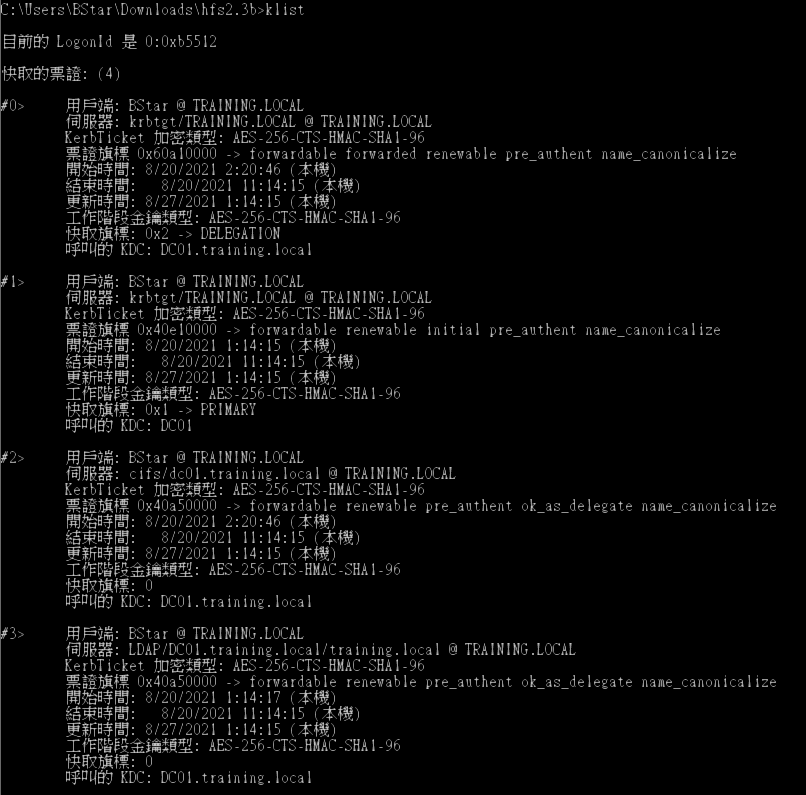 C:\Users\BStar\Downloads\hfs2.3b>klist
目前的 LogonId 是 0:0xb5512
快取的票證: (4)
#0> 用戶端: BStar @ TRAINING.LOCAL
伺服器: krbtgt/TRAINING.LOCAL @ TRAINING.LOCAL
KerbTicket 加密類型: AES-256-CTS-HMAC-SHA1-96
票證旗標 0x60a10000 -> forwardable forwarded renewable pre_authent name_canonicalize
開始時間: 8/20/2021 2:20:46 (本機)
結束時間: 8/20/2021 11:14:15 (本機)
更新時間: 8/27/2021 1:14:15 (本機)
工作階段金鑰類型: AES-256-CTS-HMAC-SHA1-96
快取旗標: 0x2 -> DELEGATION
呼叫的 KDC: DC01.training.local
#1> 用戶端: BStar @ TRAINING.LOCAL
伺服器: krbtgt/TRAINING.LOCAL @ TRAINING.LOCAL
KerbTicket 加密類型: AES-256-CTS-HMAC-SHA1-96
票證旗標 0x40e10000 -> forwardable renewable initial pre_authent name_canonicalize
開始時間: 8/20/2021 1:14:15 (本機)
結束時間: 8/20/2021 11:14:15 (本機)
更新時間: 8/27/2021 1:14:15 (本機)
工作階段金鑰類型: AES-256-CTS-HMAC-SHA1-96
快取旗標: 0x1 -> PRIMARY
呼叫的 KDC: DC01
#2> 用戶端: BStar @ TRAINING.LOCAL
伺服器: cifs/dc01.training.local @ TRAINING.LOCAL
KerbTicket 加密類型: AES-256-CTS-HMAC-SHA1-96
票證旗標 0x40a50000 -> forwardable renewable pre_authent ok_as_delegate name_canonicalize
開始時間: 8/20/2021 2:20:46 (本機)
結束時間: 8/20/2021 11:14:15 (本機)
更新時間: 8/27/2021 1:14:15 (本機)
工作階段金鑰類型: AES-256-CTS-HMAC-SHA1-96
快取旗標: 0
呼叫的 KDC: DC01.training.local
#3> 用戶端: BStar @ TRAINING.LOCAL
伺服器: LDAP/DC01.training.local/training.local @ TRAINING.LOCAL
KerbTicket 加密類型: AES-256-CTS-HMAC-SHA1-96
票證旗標 0x40a50000 -> forwardable renewable pre_authent ok_as_delegate name_canonicalize
開始時間: 8/20/2021 1:14:17 (本機)
結束時間: 8/20/2021 11:14:15 (本機)
更新時間: 8/27/2021 1:14:15 (本機)
工作階段金鑰類型: AES-256-CTS-HMAC-SHA1-96
快取旗標: 0
呼叫的 KDC: DC01.training.local